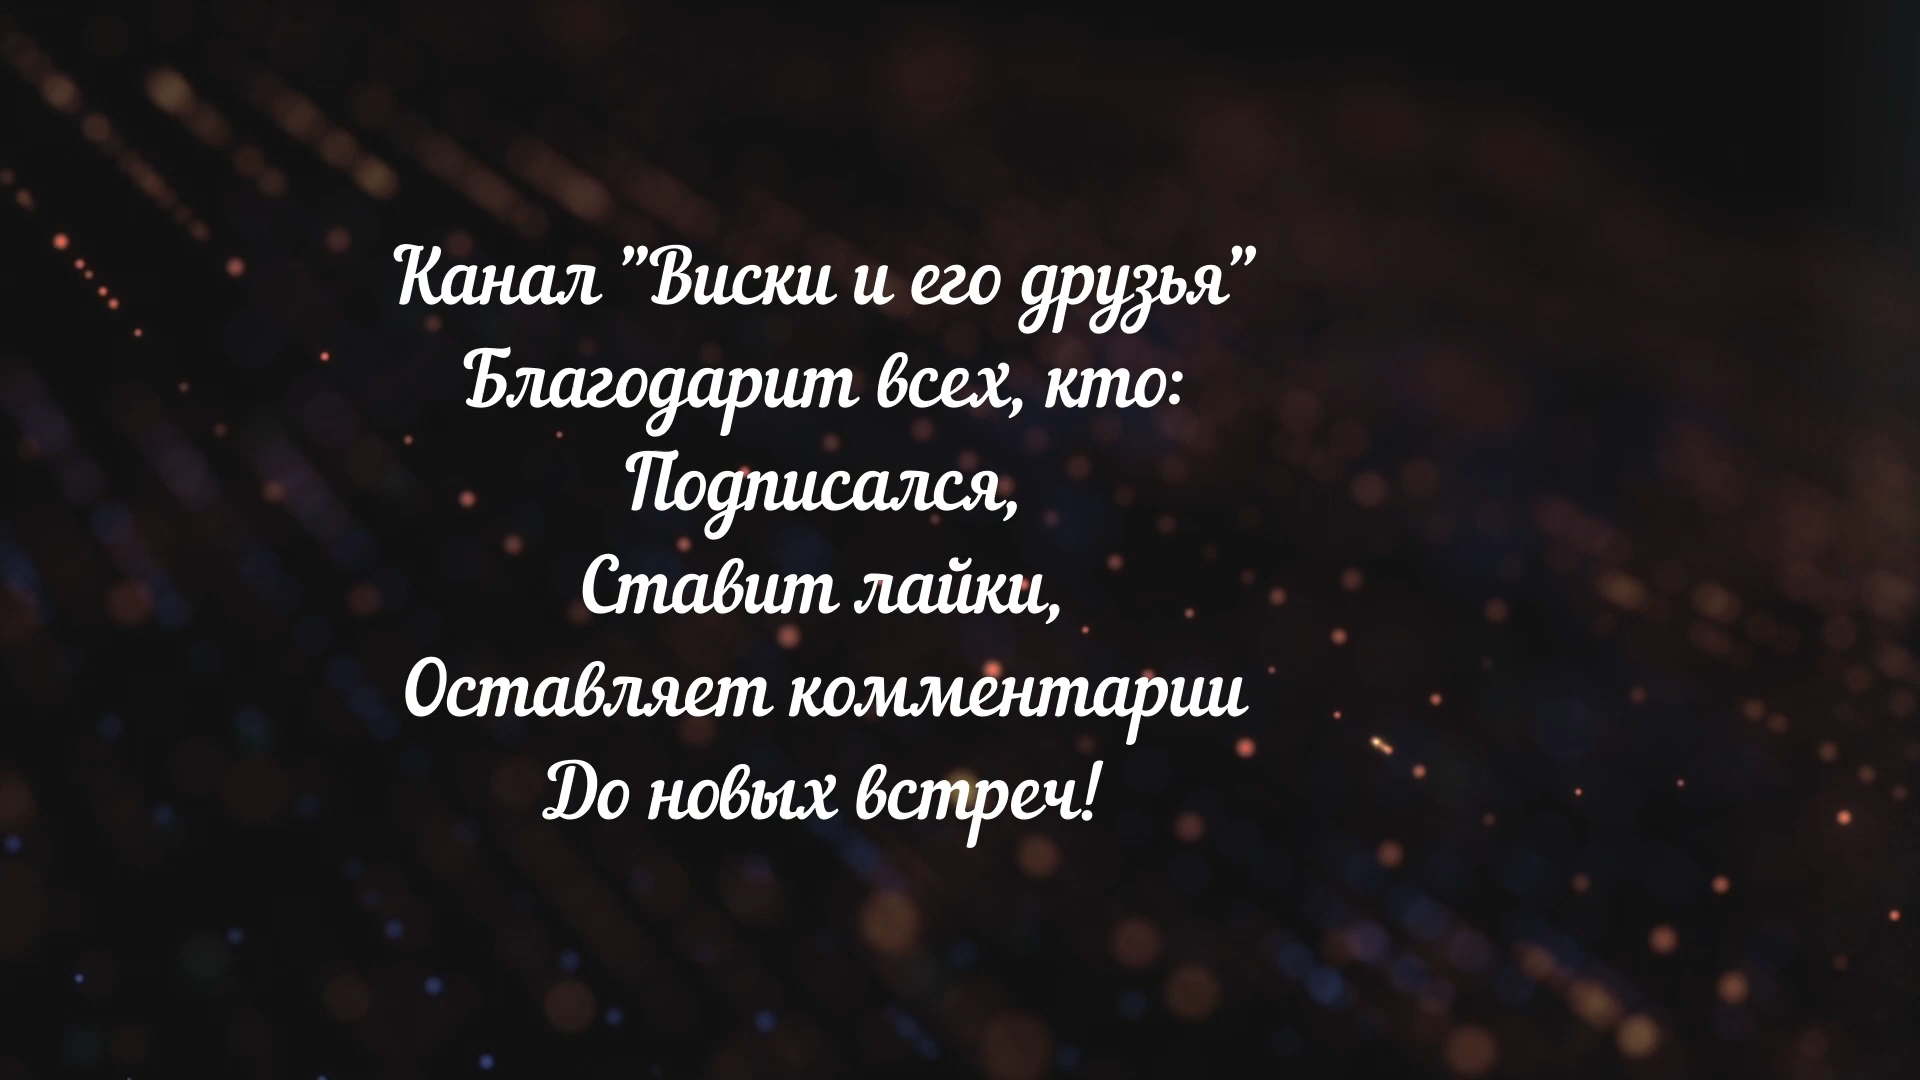 Канал "Виски и его друзья"
Благодарит всех, кто:
Подписался,
Ставит лайки,
Оставляет комментарии
До новых встреч!